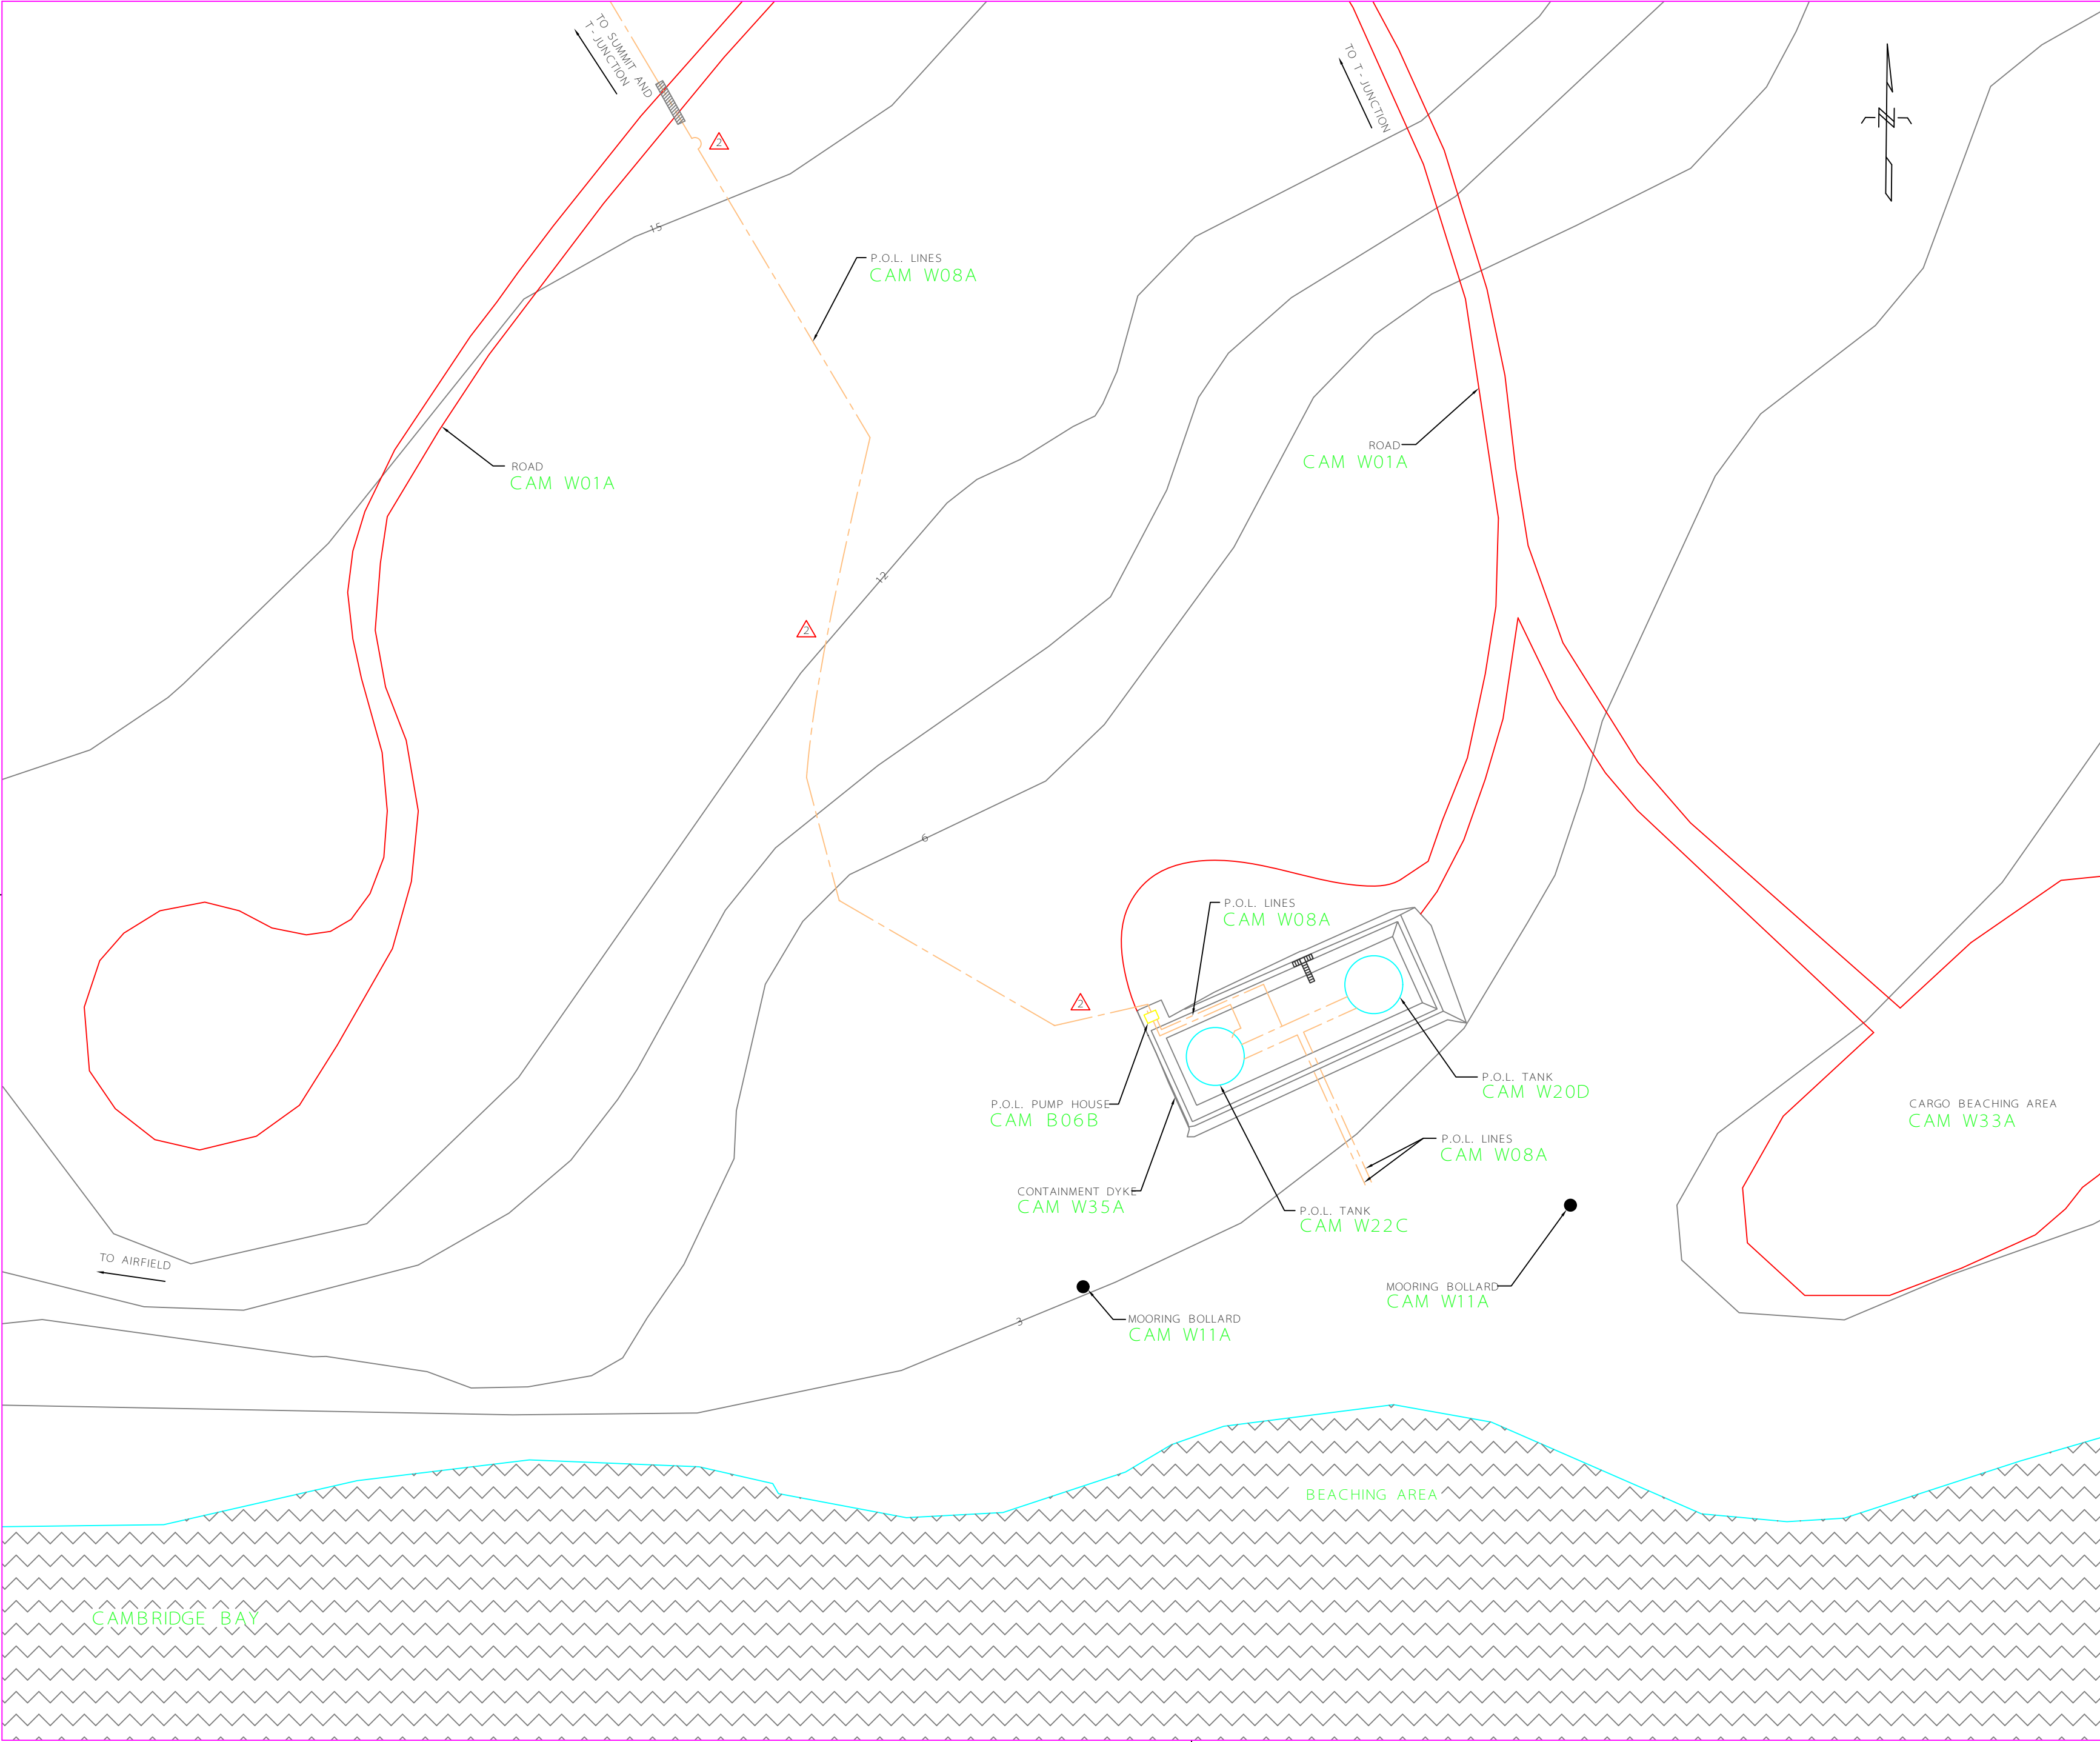 TO SUMMIT AND
T-JUNCTION
TO T-JUNCTION
N
2
15
P.O.L. LINES
CAM W08A
ROAD
CAM W01A
ROAD
CAM W01A
12
2
6
P.O.L. LINES
CAM W08A
2
P.O.L. TANK
CAM W20D
P.O.L. PUMP HOUSE
CAM B06B
CARGO BEACHING AREA
CAM W33A
P.O.L. LINES
CAM W08A
CONTAINMENT DYKE
CAM W35A
P.O.L. TANK
CAM W22C
TO AIRFIELD
MOORING BOLLARD
CAM W11A
MOORING BOLLARD
CAM W11A
3
BEACHING AREA
CAMBRIDGE BAY